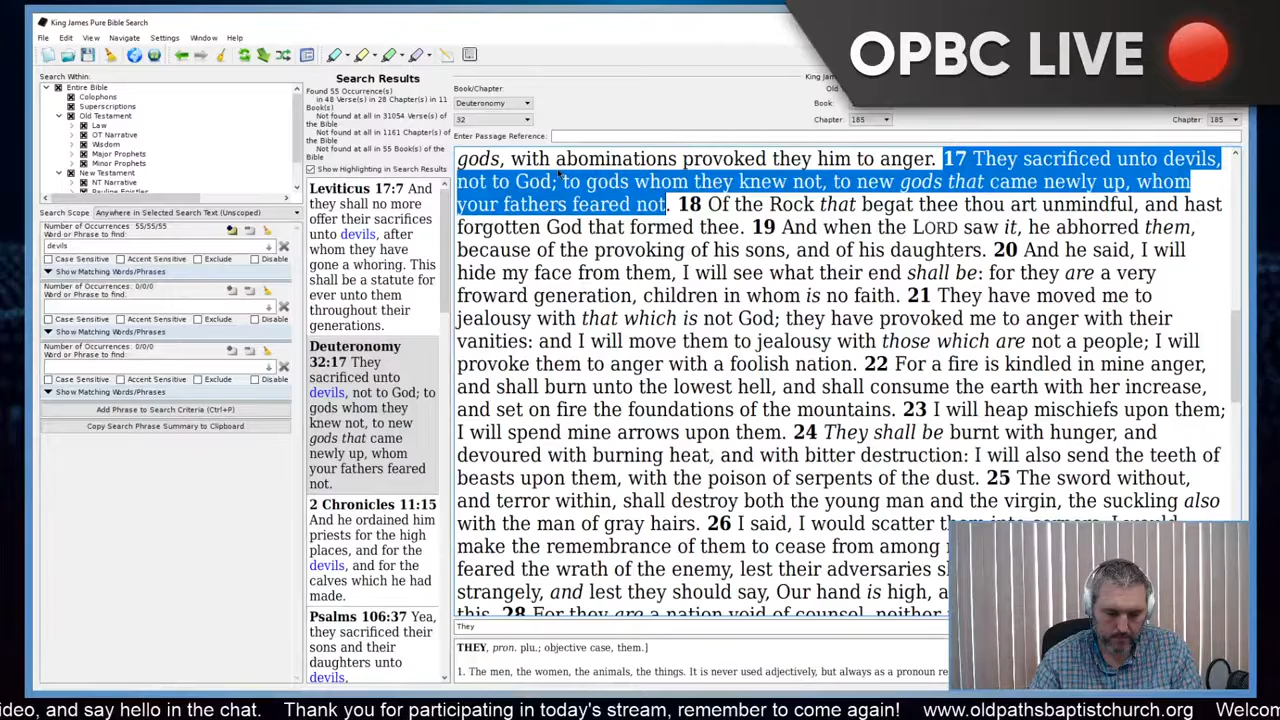 King James Pure Bible Search
File Edit View Navigate Settings Window Help
OPBC LIVE
Search Within:
Entire Bible
Colophons
Superscriptions
Old Testament
Law
OT Narrative
Wisdom
Major Prophets
Minor Prophets
New Testament
NT Narrative
Pauline Epistles
Search Scope Anywhere in Selected Search Text (Unscoped)
Number of Occurrences: 55/55/55
Word or Phrase to Find:
devils
Case Sensitive Accent Sensitive Exclude Disable
Show Matching Words/Phrases
Number of Occurrences: 0/0/0
Word or Phrase to Find:
Case Sensitive Accent Sensitive Exclude Disable
Show Matching Words/Phrases
Number of Occurrences: 0/0/0
Word or Phrase to Find:
Case Sensitive Accent Sensitive Exclude Disable
Show Matching Words/Phrases
Add Phrase to Search Criteria (Ctrl+P)
Copy Search Phrase Summary to Clipboard
Search Results
Found 55 Occurrence(s)
in 48 Verse(s) in 28 Chapter(s) in 11
Book(s)
Not found at all in 31054 Verse(s) of
the Bible
Not found at all in 1161 Chapter(s) of
the Bible
Not found at all in 55 Book(s) of the
Bible
Show Highlighting in Search Results
Leviticus 17:7 And
they shall no more
offer their sacrifices
unto devils, after
whom they have
gone a whoring. This
shall be a statute for
ever unto them
throughout their
generations.
Deuteronomy
32:17 They
sacrificed unto
devils, not to God; to
gods whom they
knew not, to new
gods that came
newly up, whom
your fathers feared
not.
2 Chronicles 11:15
And he ordained him
priests for the high
places, and for the
devils, and for the
calves which he had
made.
Psalms 106:37 Yea,
they sacrificed their
sons and their
daughters unto
devils,
Book/Chapter:
Deuteronomy
32
King Jam
Old T
Book:
Chapter: 185
Chapter: 185
Enter Passage Reference:
gods, with abominations provoked they him to anger. 17 They sacrificed unto devils,
not to God; to gods whom they knew not, to new gods that came newly up, whom
your fathers feared not. 18 Of the Rock that begat thee thou art unmindful, and hast
forgotten God that formed thee. 19 And when the LORD saw it, he abhorred them,
because of the provoking of his sons, and of his daughters. 20 And he said, I will
hide my face from them, I will see what their end shall be: for they are a very
froward generation, children in whom is no faith. 21 They have moved me to
jealousy with that which is not God; they have provoked me to anger with their
vanities: and I will move them to jealousy with those which are not a people; I will
provoke them to anger with a foolish nation. 22 For a fire is kindled in mine anger,
and shall burn unto the lowest hell, and shall consume the earth with her increase,
and set on fire the foundations of the mountains. 23 I will heap mischiefs upon them;
I will spend mine arrows upon them. 24 They shall be burnt with hunger, and
devoured with burning heat, and with bitter destruction: I will also send the teeth of
beasts upon them, with the poison of serpents of the dust. 25 The sword without,
and terror within, shall destroy both the young man and the virgin, the suckling also
with the man of gray hairs. 26 I said, I would scatter them into corners, I would
make the remembrance of them to cease from among
feared the wrath of the enemy, lest their adversaries s
strangely, and lest they should say, Our hand is high, a
this. 28 For they are a nation void of counsel, neither
They
THEY, pron. plu.; objective case, them.]
1. The men, the women, the animals, the things. It is never used adjectively, but always as a pronoun re
video, and say hello in the chat. Thank you for participating in today's stream, remember to come again! www.oldpathsbaptistchurch.org Welcom